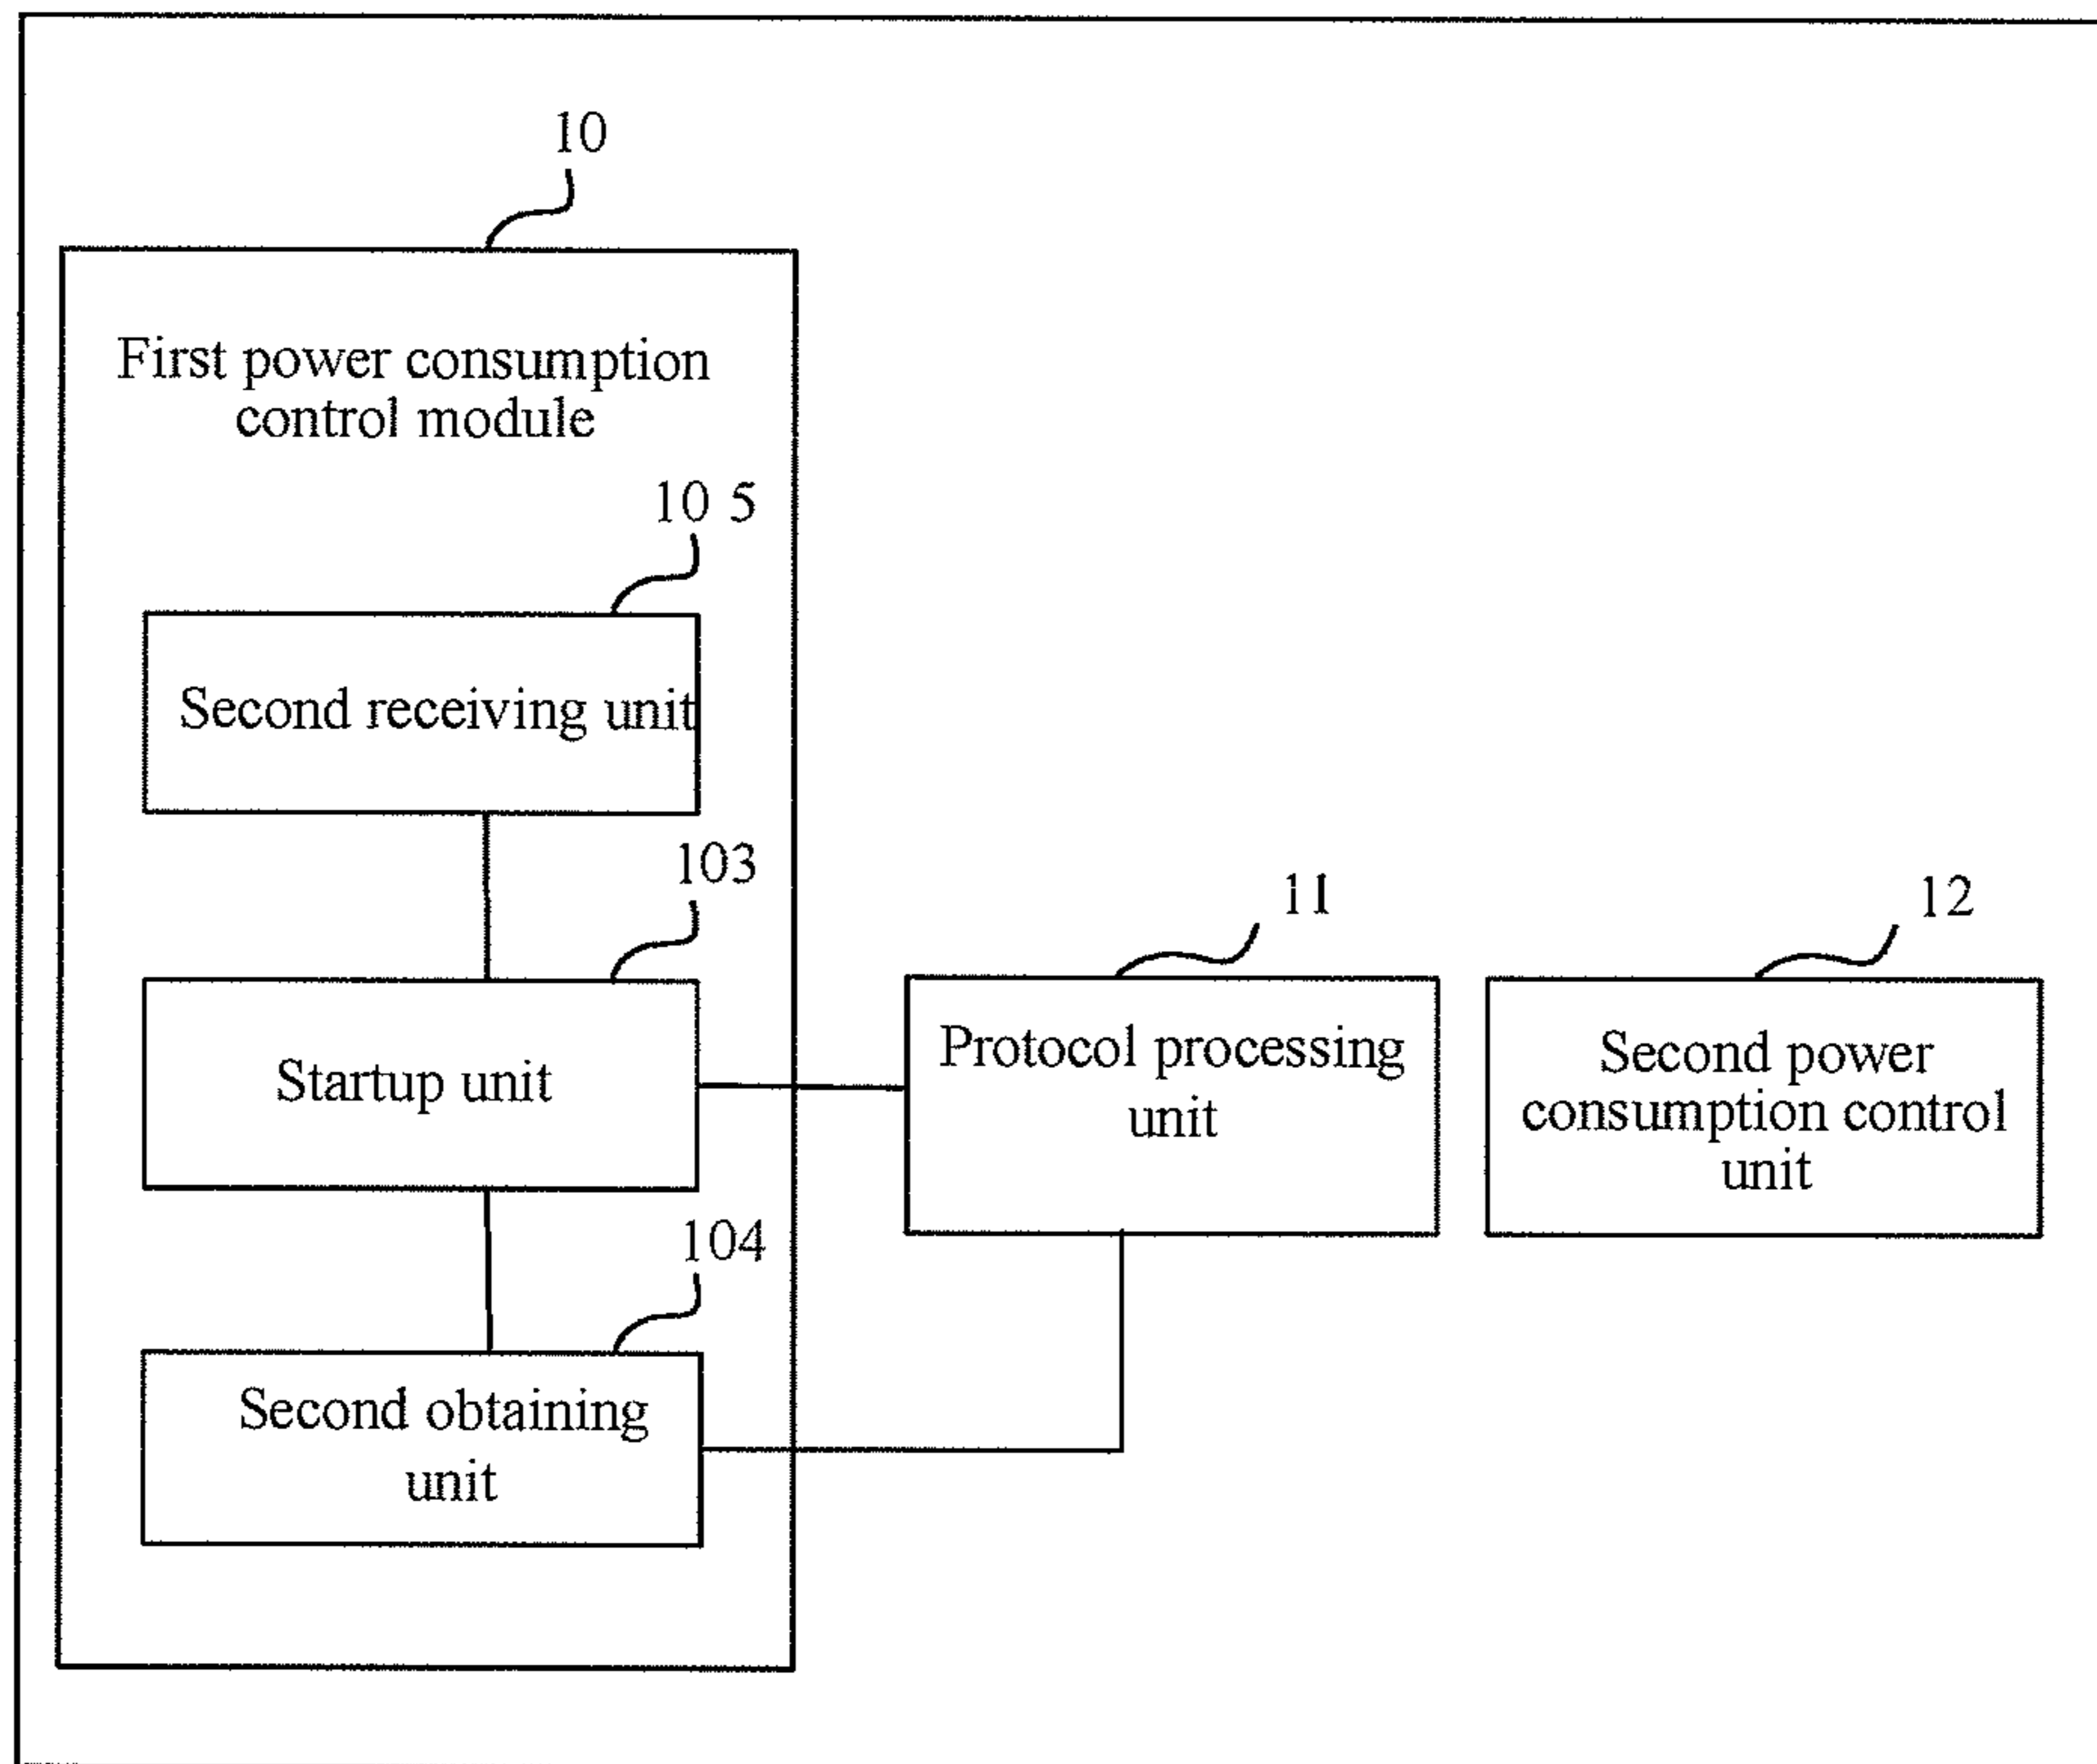 10
First power consumption
control module
10 5
Second receiving unit
103
Startup unit
104
Second obtaining
unit
11
Protocol processing
unit
12
Second power
consumption control
unit